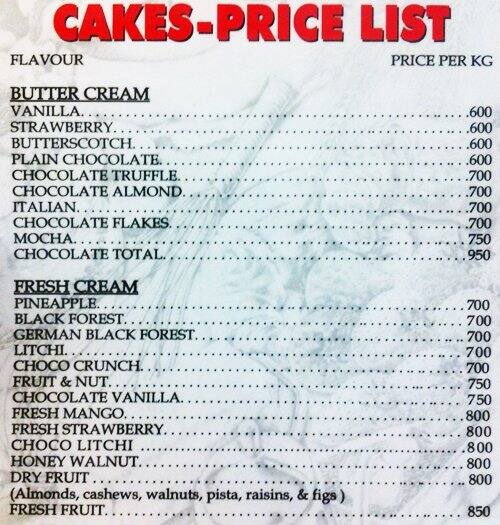 CAKES-PRICE LIST
FLAVOUR PRICE PER KG
BUTTER CREAM
VANILLA 600
STRAWBERRY 600
BUTTERSCOTCH 600
PLAIN CHOCOLATE 600
CHOCOLATE TRUFFLE 700
CHOCOLATE ALMOND 700
ITALIAN 700
CHOCOLATE FLAKES 700
MOCHA 750
CHOCOLATE TOTAL 950
FRESH CREAM
PINEAPPLE 700
BLACK FOREST 700
GERMAN BLACK FOREST 700
LITCHI 700
CHOCO CRUNCH 700
FRUIT & NUT 750
CHOCOLATE VANILLA 750
FRESH MANGO 800
FRESH STRAWBERRY 800
CHOCO LITCHI 800
HONEY WALNUT 800
DRY FRUIT 800
(Almonds, cashews, walnuts, pista, raisins, & figs )
FRESH FRUIT 850